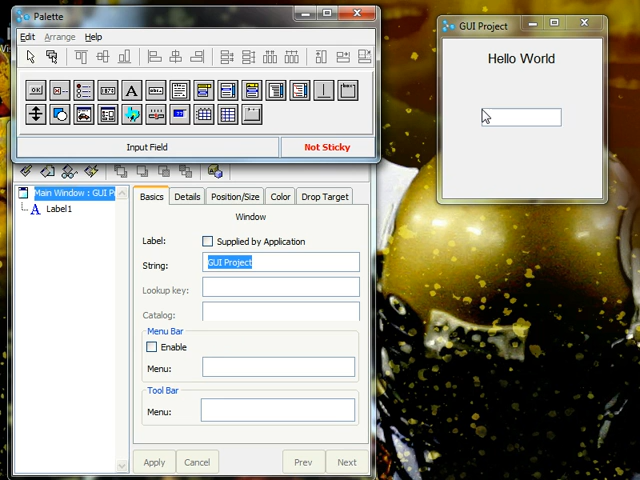 Palette
Edit Arrange Help
OK
A
Input Field
Not Sticky
Main Window : GUI P
Label1
Basics
Details
Position/Size
Color
Drop Target
Window
Label:
Supplied by Application
String:
GUI Project
Lookup key:
Catalog:
Menu Bar
Enable
Menu:
Tool Bar
Menu:
Apply
Cancel
Prev
Next
GUI Project
Hello World